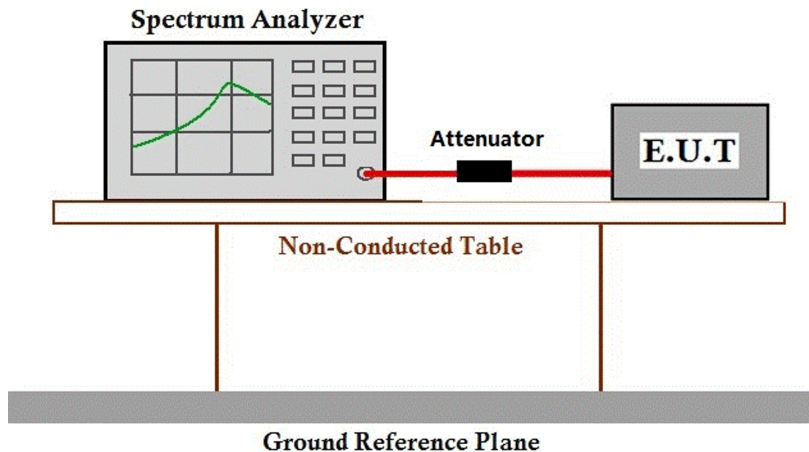 Spectrum Analyzer
Attenuator
E.U.T
Non-Conducted Table
Ground Reference Plane